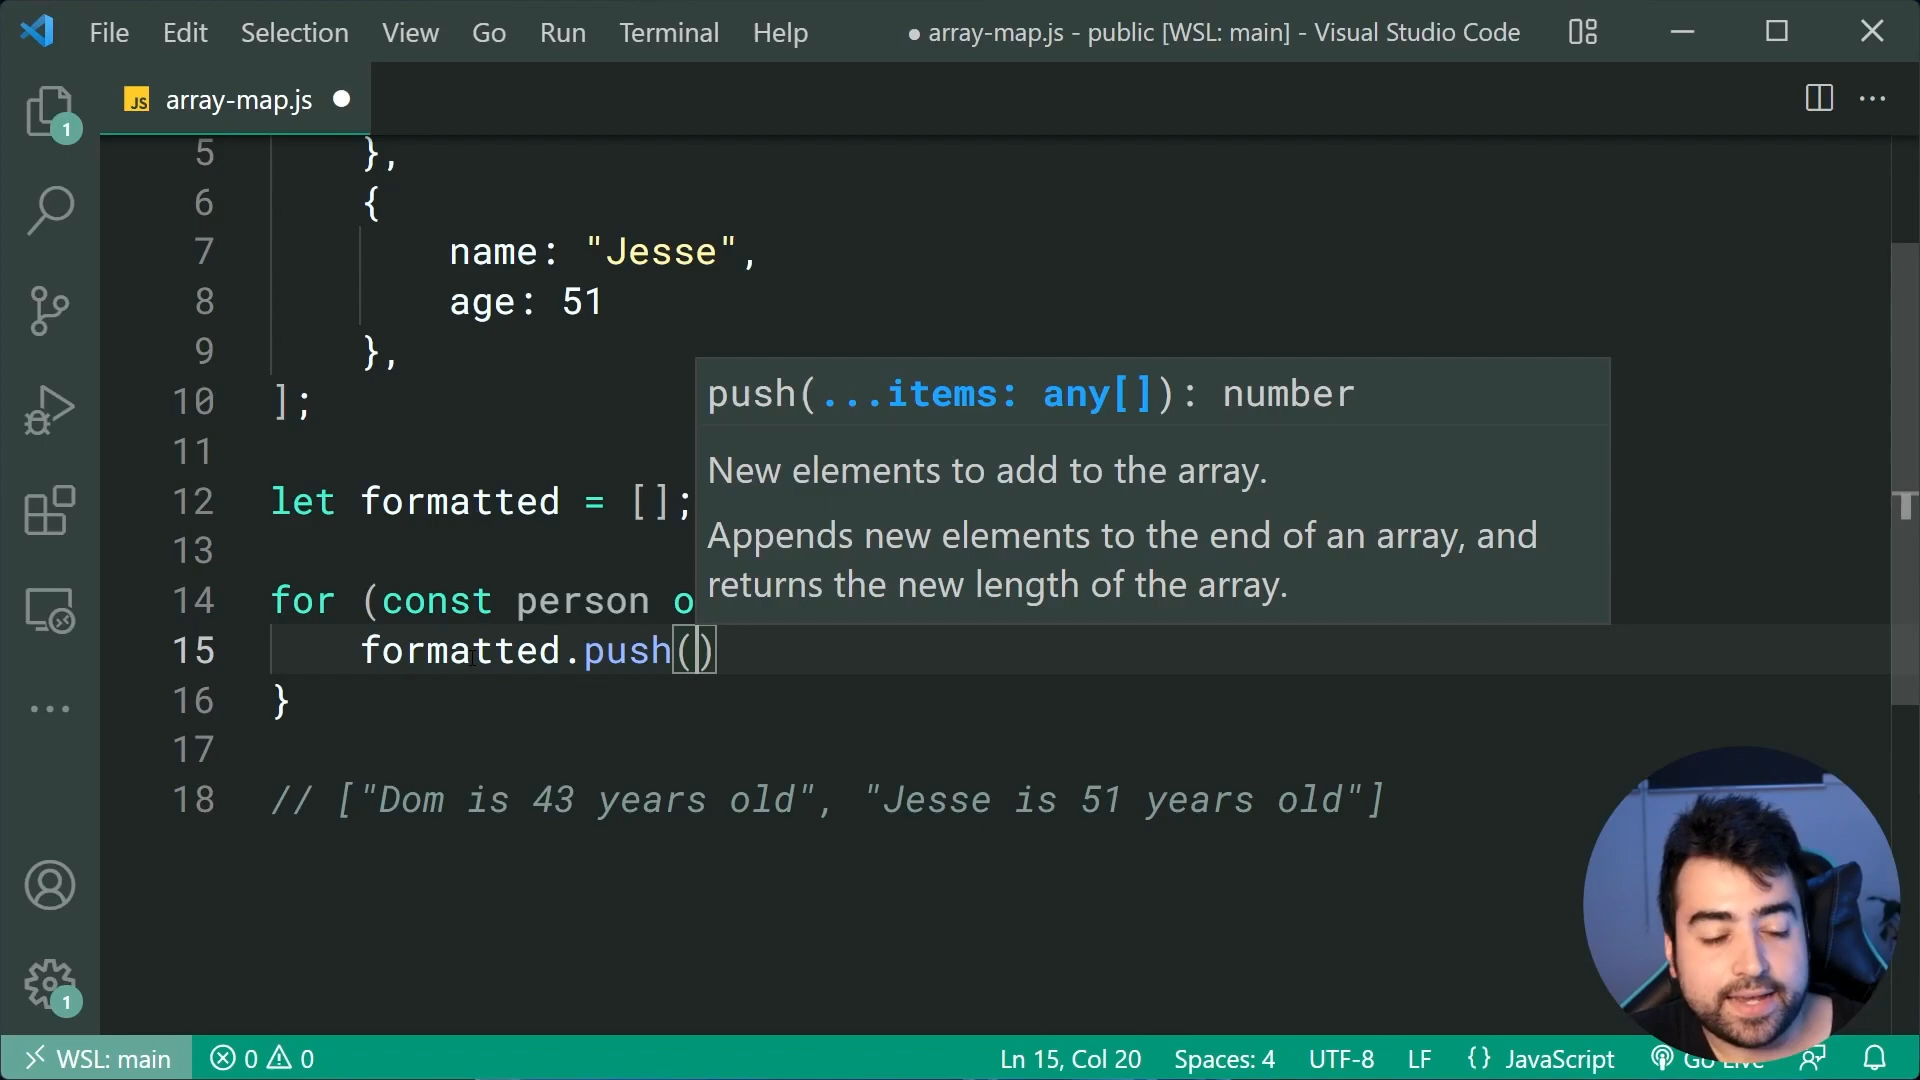 File Edit Selection View Go Run Terminal Help ● array-map.js - public [WSL: main] - Visual Studio Code
JS array-map.js ●
1
5 },
6 {
7 name: "Jesse",
8 age: 51
9 },
10 ];
11
12 let formatted = [];
13
14 for (const person o
15 formatted.push()
16 }
17
18 // ["Dom is 43 years old", "Jesse is 51 years old"]
push(...items: any[]): number
New elements to add to the array.
Appends new elements to the end of an array, and
returns the new length of the array.
1
WSL: main 0 0 Ln 15, Col 20 Spaces: 4 UTF-8 LF {} JavaScript Go Live